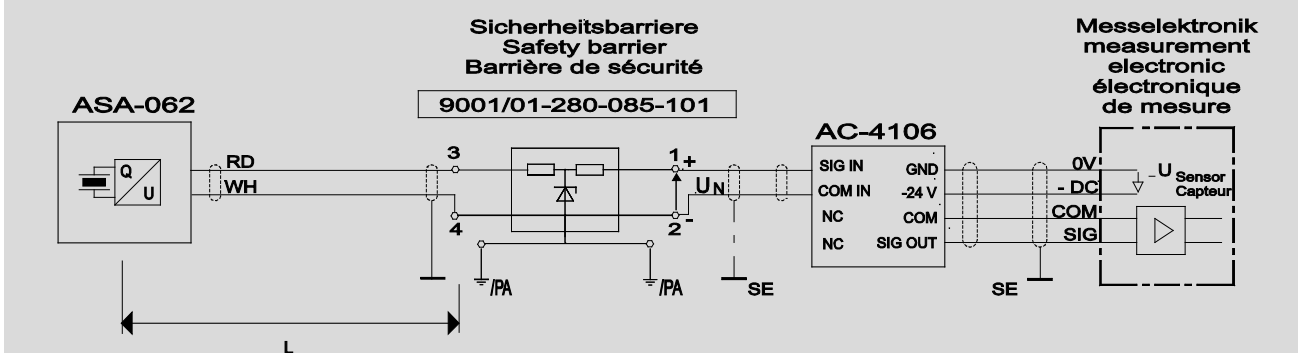 Sicherheitsbarriere
Safety barrier
Barrière de sécurité
9001/01-280-085-101
Messelektronik
measurement
electronic
électronique
de mesure
ASA-062
AC-4106
Q
U
RD
WH
3
4
1
+
UN
2
-
/PA
/PA
SE
SIG IN
COM IN
NC
NC
GND
-24 V
COM
SIG OUT
0V
- DC
COM
SIG
SE
-U Sensor
Capteur
L